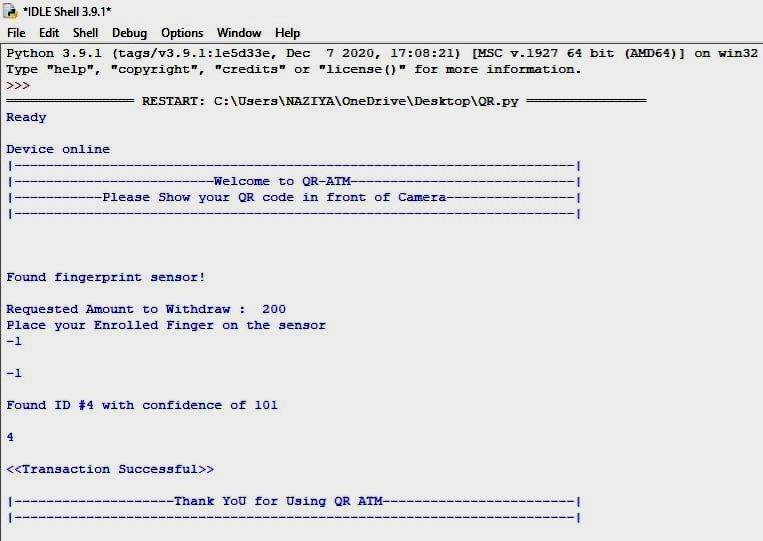 *IDLE Shell 3.9.1*
File Edit Shell Debug Options Window Help
Python 3.9.1 (tags/v3.9.1:1e5d33e, Dec  7 2020, 17:08:21) [MSC v.1927 64 bit (AMD64)] on win32
Type "help", "copyright", "credits" or "license()" for more information.
>>>
================ RESTART: C:\Users\NAZIYA\OneDrive\Desktop\QR.py ===============
Ready
Device online
|----------------------------------------------------------------------|
|-------------------------Welcome to QR-ATM----------------------------|
|-----------Please Show your QR code in front of Camera----------------|
|----------------------------------------------------------------------|
Found fingerprint sensor!
Requested Amount to Withdraw :  200
Place your Enrolled Finger on the sensor
-1
-1
Found ID #4 with confidence of 101
4
<<Transaction Successful>>
|--------------------Thank YoU for Using QR ATM------------------------|
|----------------------------------------------------------------------|